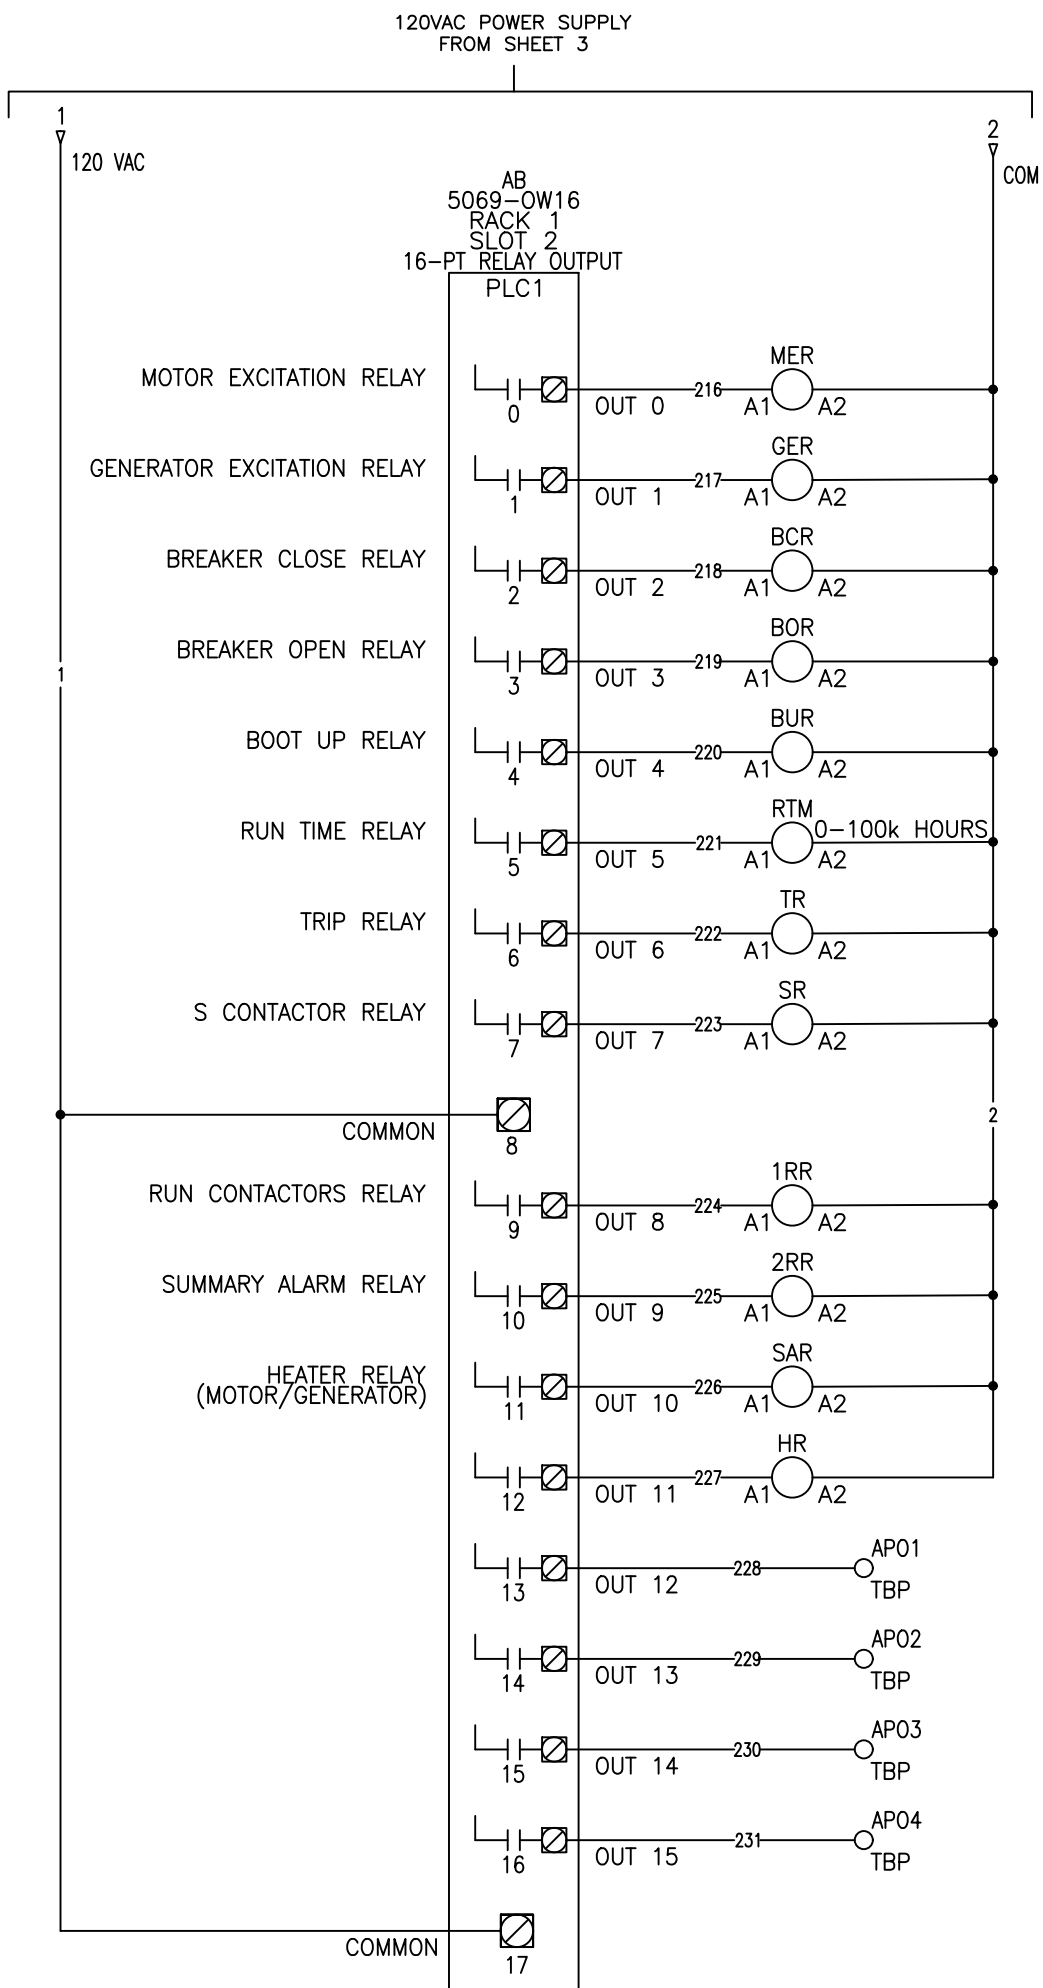 120VAC POWER SUPPLY
FROM SHEET 3
1
120 VAC
2
COM
AB
5069-OW16
RACK 1
SLOT 2
16-PT RELAY OUTPUT
PLC1
MOTOR EXCITATION RELAY
0
OUT 0
216
MER
A1
A2
GENERATOR EXCITATION RELAY
1
OUT 1
217
GER
A1
A2
BREAKER CLOSE RELAY
2
OUT 2
218
BCR
A1
A2
BREAKER OPEN RELAY
3
OUT 3
219
BOR
A1
A2
1
BOOT UP RELAY
4
OUT 4
220
BUR
A1
A2
RUN TIME RELAY
5
OUT 5
221
RTM
0-100k HOURS
A1
A2
TRIP RELAY
6
OUT 6
222
TR
A1
A2
S CONTACTOR RELAY
7
OUT 7
223
SR
A1
A2
COMMON
8
2
RUN CONTACTORS RELAY
9
OUT 8
224
1RR
A1
A2
SUMMARY ALARM RELAY
10
OUT 9
225
2RR
A1
A2
HEATER RELAY
(MOTOR/GENERATOR)
11
OUT 10
226
SAR
A1
A2
12
OUT 11
227
HR
A1
A2
13
OUT 12
228
APO1
TBP
14
OUT 13
229
APO2
TBP
15
OUT 14
230
APO3
TBP
16
OUT 15
231
APO4
TBP
COMMON
17